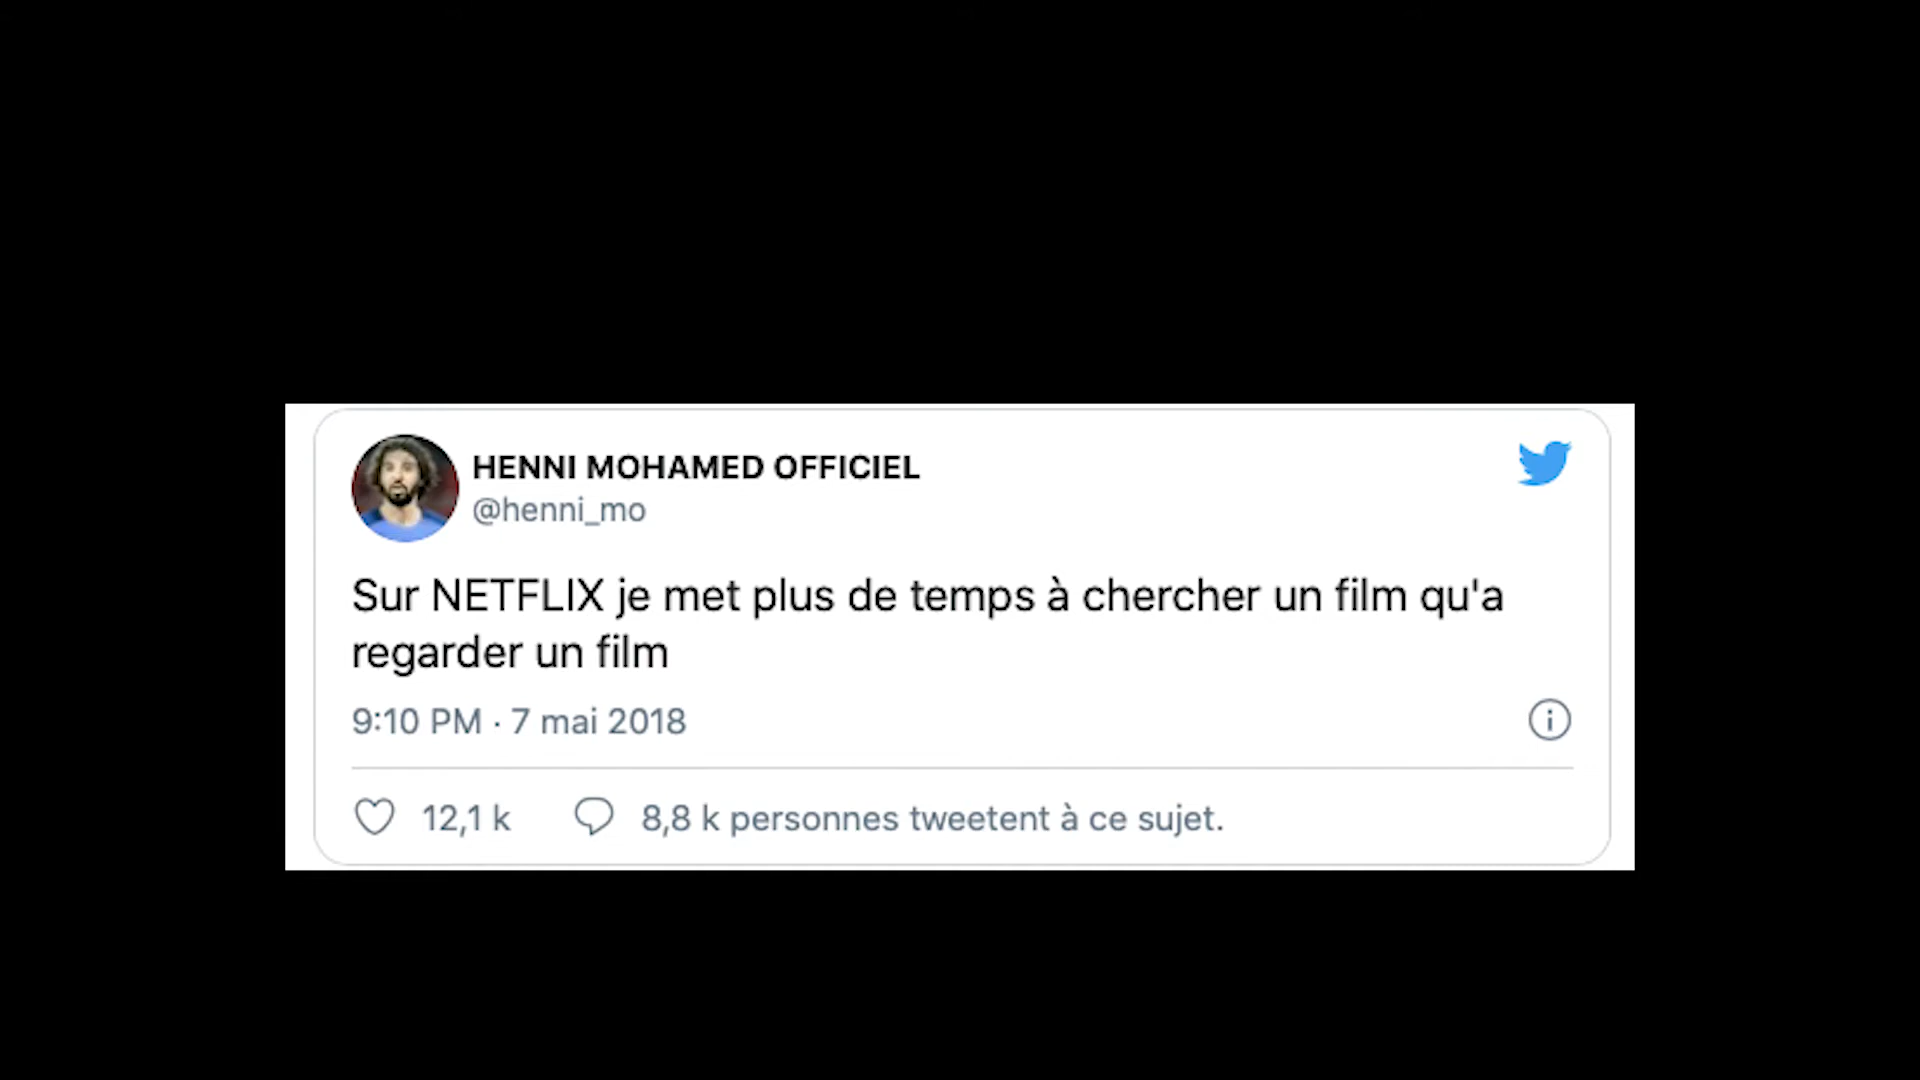 HENNI MOHAMED OFFICIEL
@henni_mo
Sur NETFLIX je met plus de temps à chercher un film qu'a
regarder un film
9:10 PM · 7 mai 2018
12,1 k 8,8 k personnes tweetent à ce sujet.